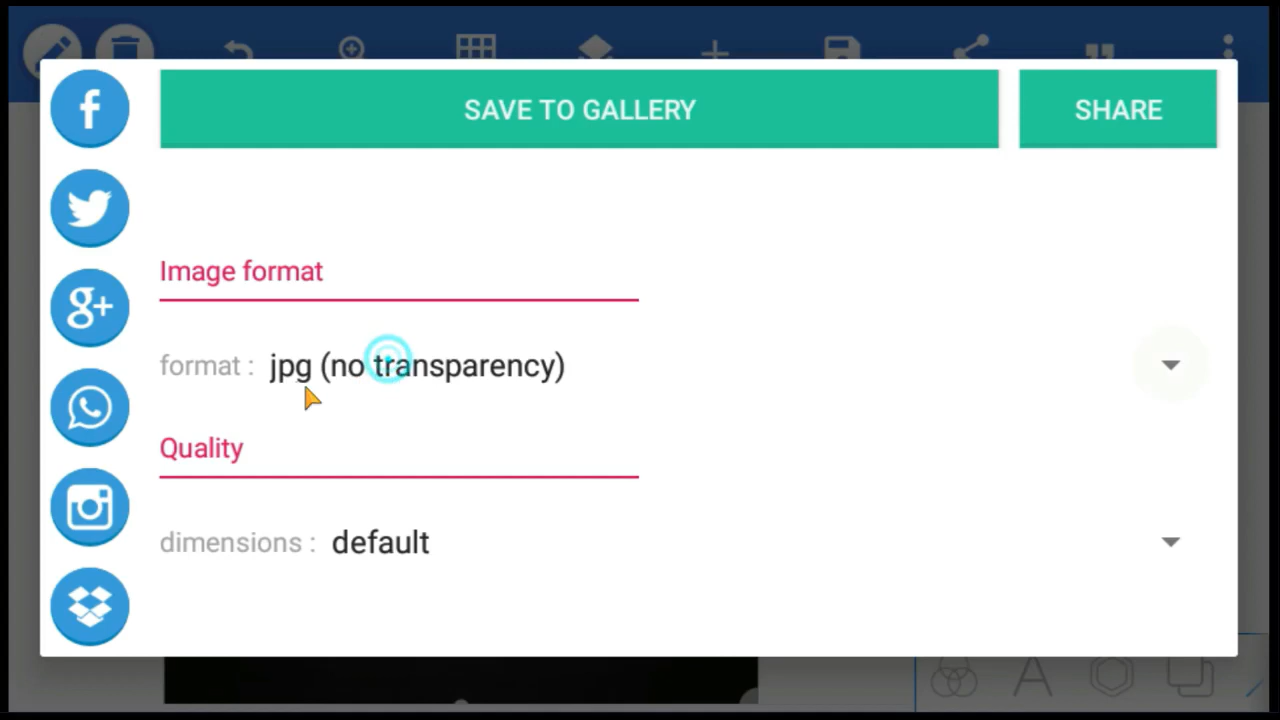 SAVE TO GALLERY
SHARE
Image format
format : jpg (no transparency)
Quality
dimensions : default